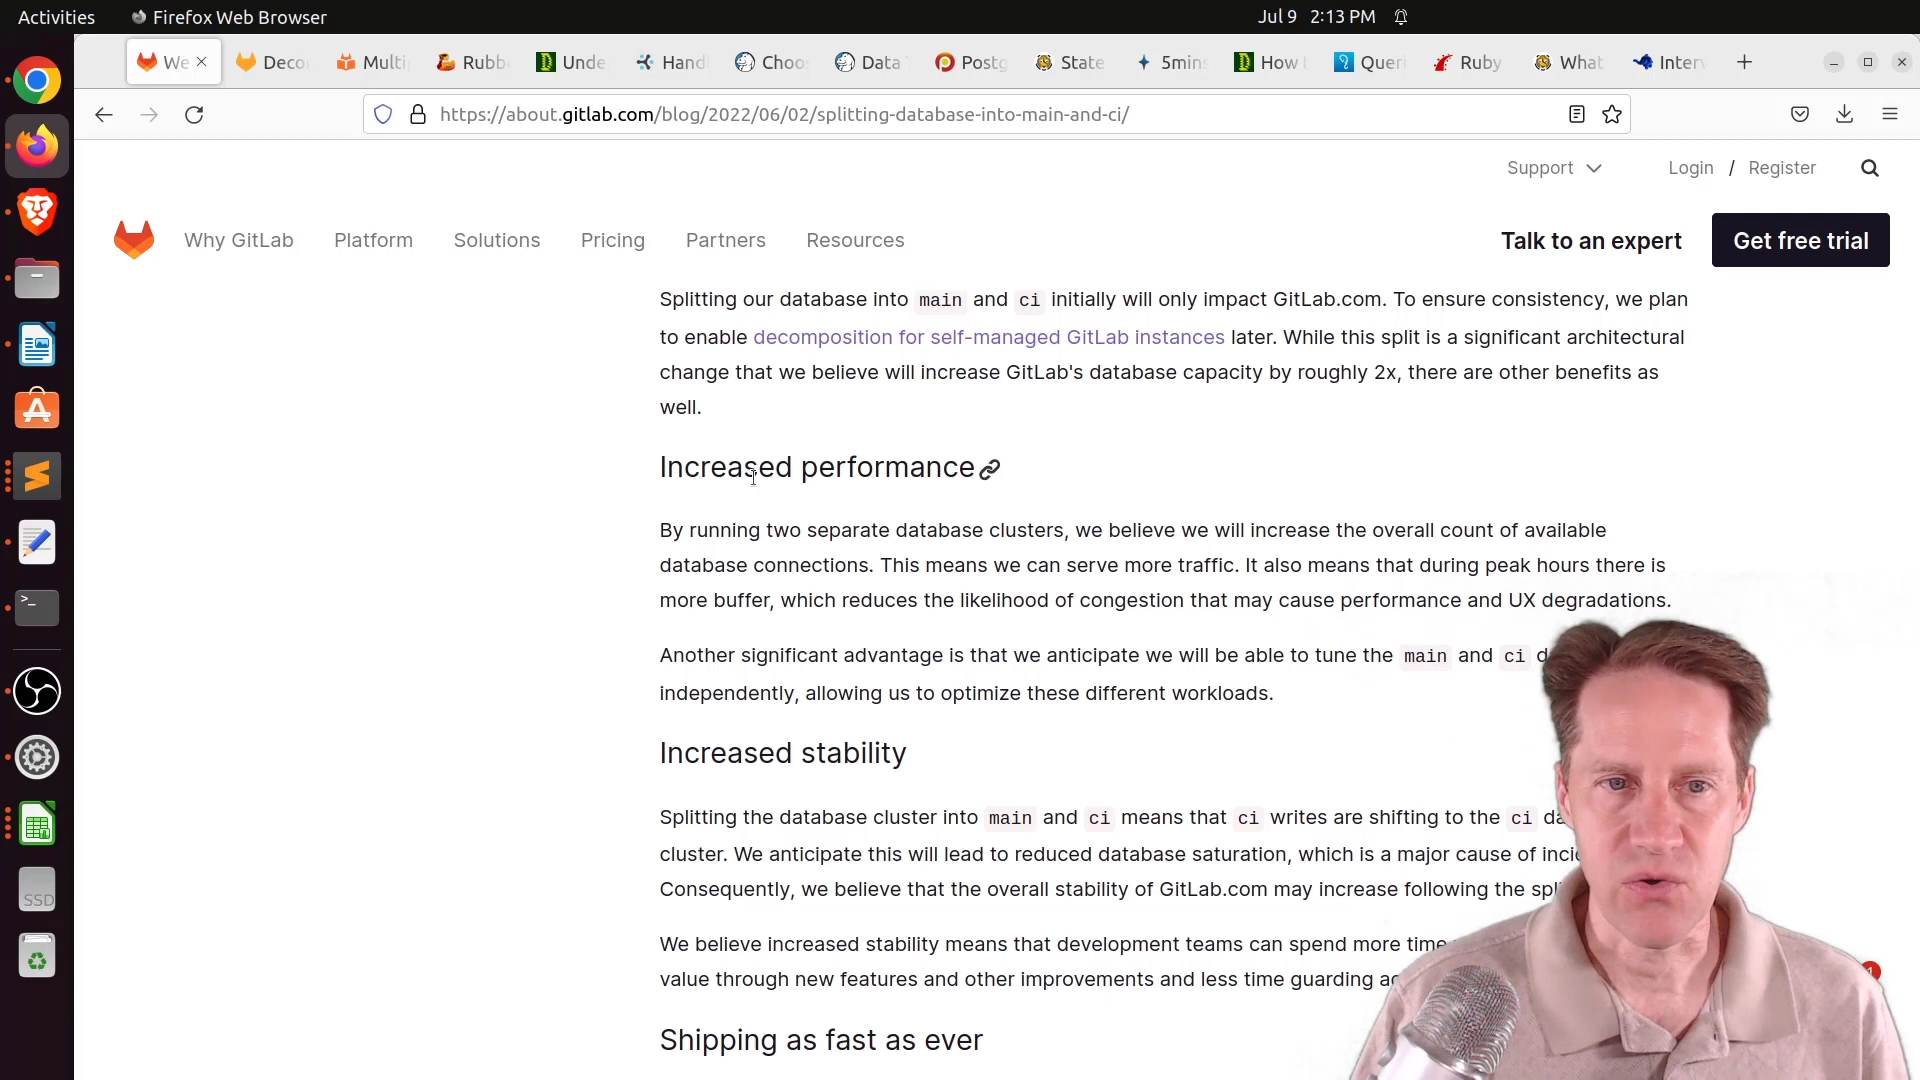 Activities
Firefox Web Browser
Jul 9 2:13 PM
We
Deco
Multi
Rubb
Unde
Hand
Choo
Data
Postg
State
5min
How
Queri
Ruby
What
Inter
https://about.gitlab.com/blog/2022/06/02/splitting-database-into-main-and-ci/
Support
Login / Register
Why GitLab
Platform
Solutions
Pricing
Partners
Resources
Talk to an expert
Get free trial
Splitting our database into main and ci initially will only impact GitLab.com. To ensure consistency, we plan
to enable decomposition for self-managed GitLab instances later. While this split is a significant architectural
change that we believe will increase GitLab's database capacity by roughly 2x, there are other benefits as
well.
Increased performance
By running two separate database clusters, we believe we will increase the overall count of available
database connections. This means we can serve more traffic. It also means that during peak hours there is
more buffer, which reduces the likelihood of congestion that may cause performance and UX degradations.
Another significant advantage is that we anticipate we will be able to tune the main and ci d
independently, allowing us to optimize these different workloads.
Increased stability
Splitting the database cluster into main and ci means that ci writes are shifting to the ci da
cluster. We anticipate this will lead to reduced database saturation, which is a major cause of inci
Consequently, we believe that the overall stability of GitLab.com may increase following the spl
We believe increased stability means that development teams can spend more time
value through new features and other improvements and less time guarding a
Shipping as fast as ever
SSD
1